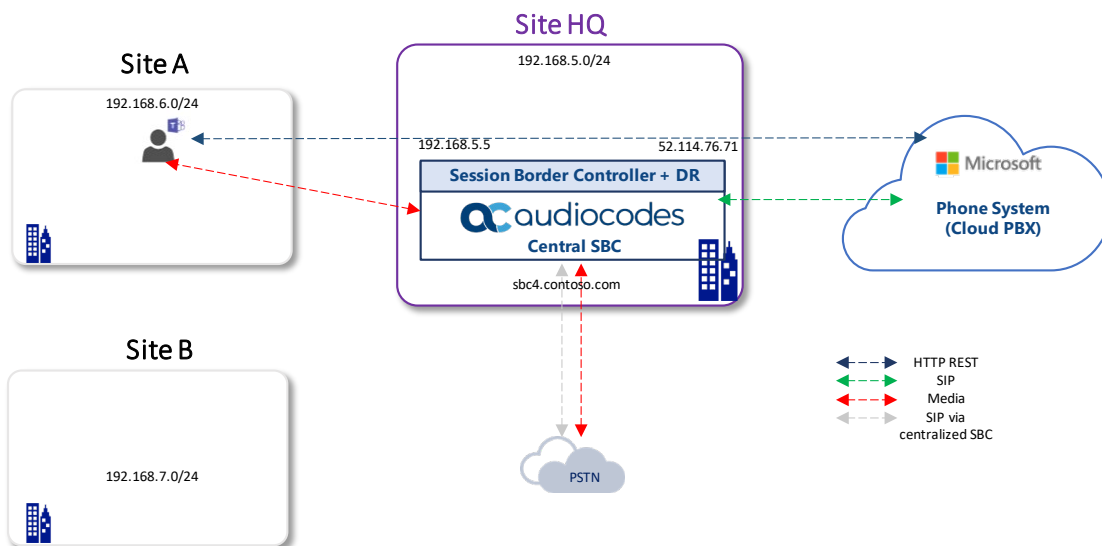 Site HQ
192.168.5.0/24
Site A
192.168.6.0/24
192.168.5.5
52.114.76.71
Session Border Controller + DR
audiocodes
Central SBC
sbc4.contoso.com
Microsoft
Phone System
(Cloud PBX)
Site B
192.168.7.0/24
PSTN
HTTP REST
SIP
Media
SIP via
centralized SBC